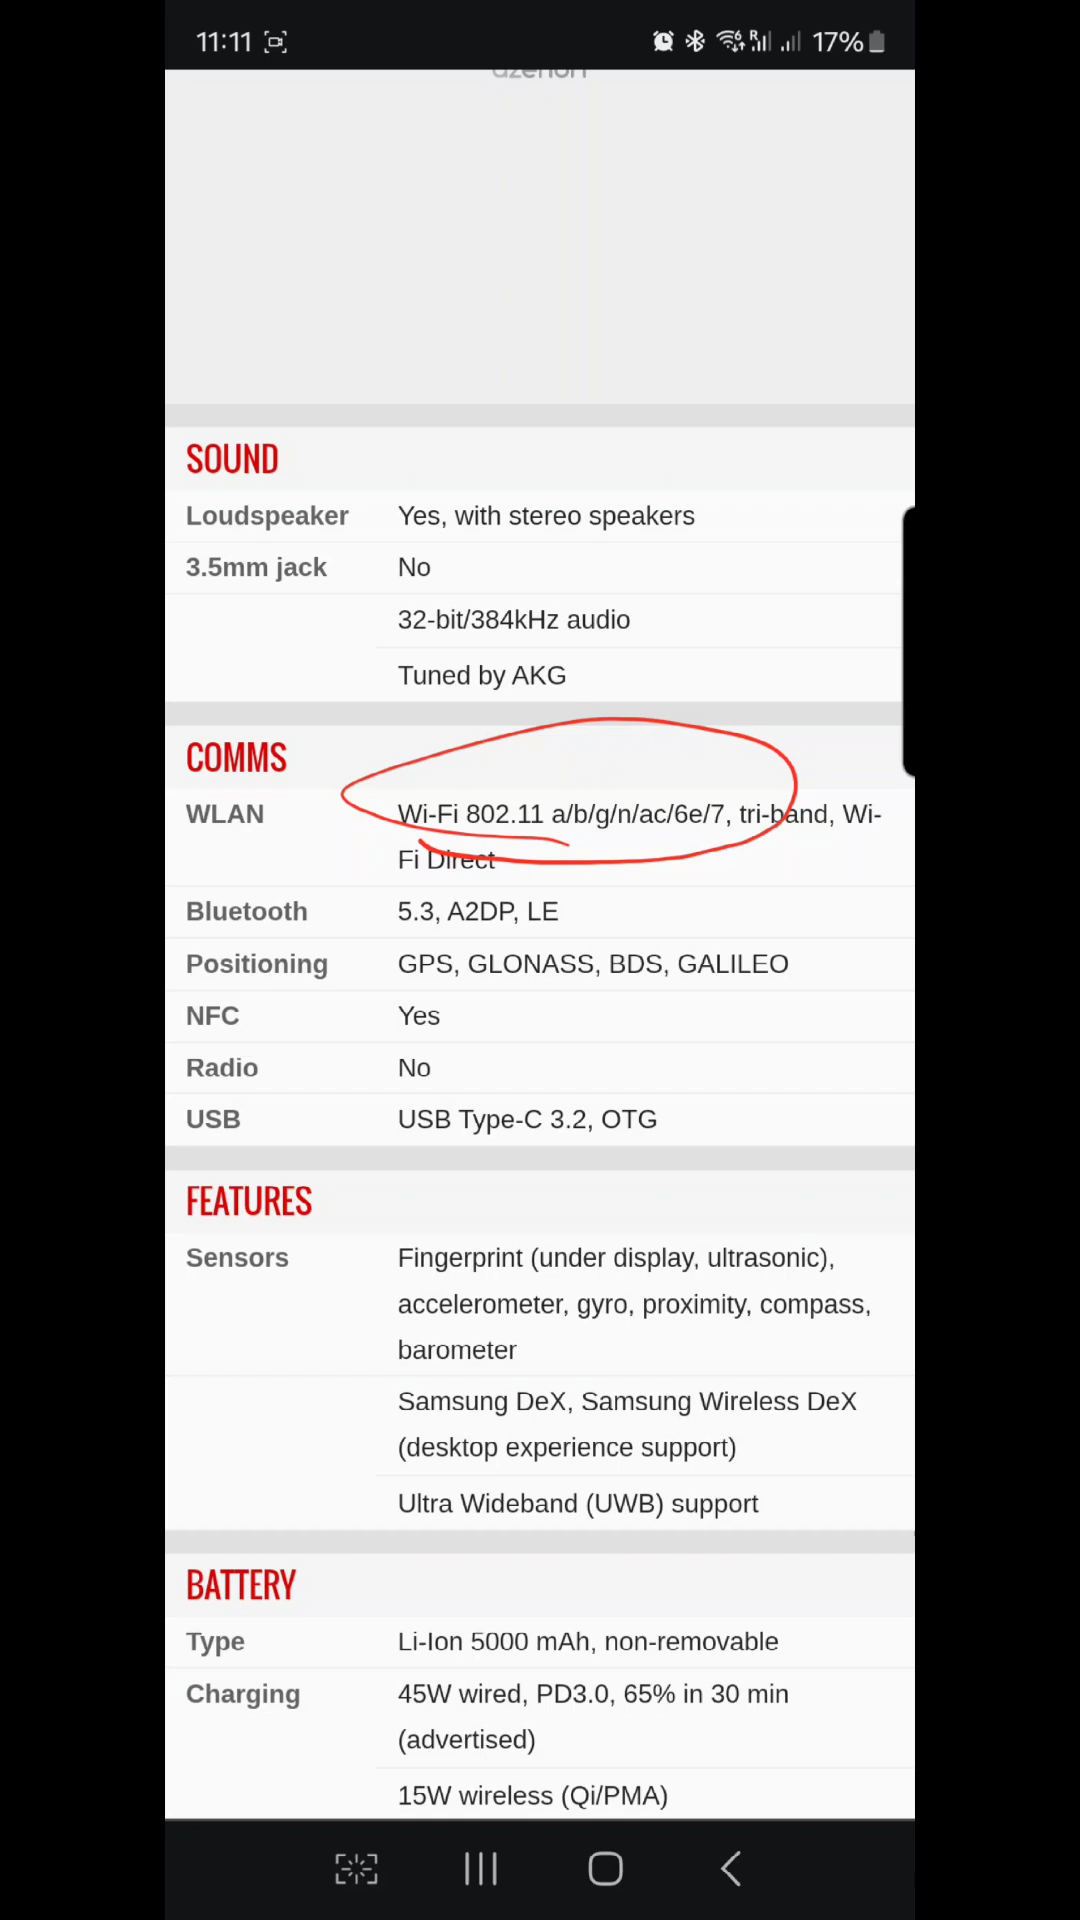 11:11 17%
SOUND
Loudspeaker Yes, with stereo speakers
3.5mm jack No
32-bit/384kHz audio
Tuned by AKG
COMMS
WLAN Wi-Fi 802.11 a/b/g/n/ac/6e/7, tri-band, Wi-
Fi Direct
Bluetooth 5.3, A2DP, LE
Positioning GPS, GLONASS, BDS, GALILEO
NFC Yes
Radio No
USB USB Type-C 3.2, OTG
FEATURES
Sensors Fingerprint (under display, ultrasonic),
accelerometer, gyro, proximity, compass,
barometer
Samsung DeX, Samsung Wireless DeX
(desktop experience support)
Ultra Wideband (UWB) support
BATTERY
Type Li-Ion 5000 mAh, non-removable
Charging 45W wired, PD3.0, 65% in 30 min
(advertised)
15W wireless (Qi/PMA)